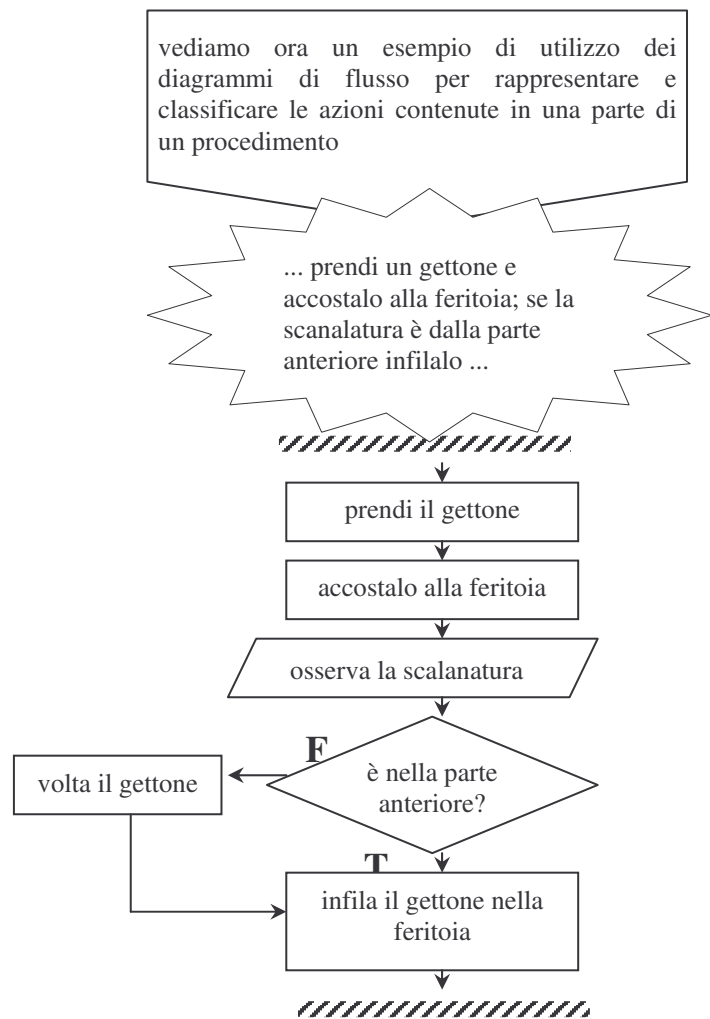 vediamo ora un esempio di utilizzo dei
diagrammi di flusso per rappresentare e
classificare le azioni contenute in una parte di
un procedimento
... prendi un gettone e
accostalo alla feritoia; se la
scanalatura è dalla parte
anteriore infilalo ...
prendi il gettone
accostalo alla feritoia
osserva la scalanatura
F
è nella parte
anteriore?
volta il gettone
T
infila il gettone nella
feritoia